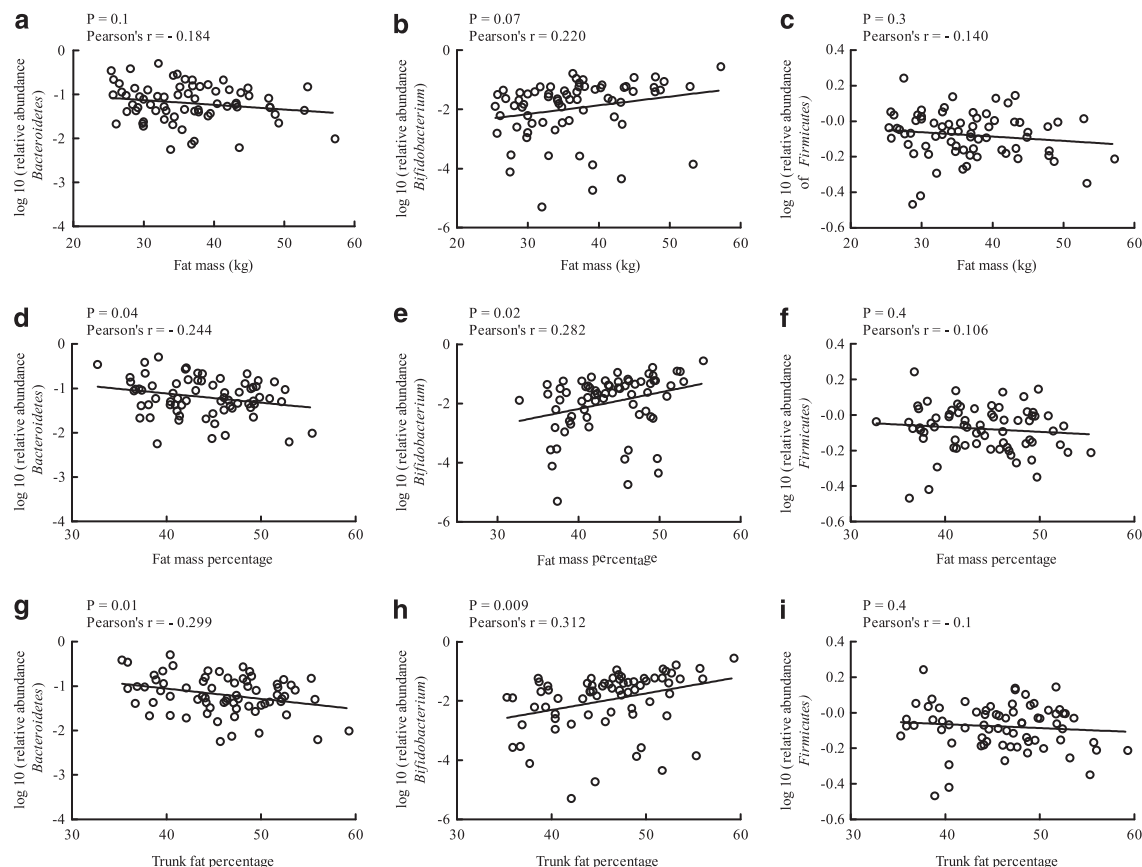 a
P = 0.1
Pearson's r = - 0.184
0
-1
-2
-3
-4
20
30
40
50
60
log 10 (relative abundance
Bacteroidetes)
Fat mass (kg)
b
P = 0.07
Pearson's r = 0.220
0
-2
-4
-6
20
30
40
50
60
log 10 (relative abundance
Bifidobacterium)
Fat mass (kg)
c
P = 0.3
Pearson's r = - 0.140
0.4
0.2
-0.0
-0.2
-0.4
-0.6
20
30
40
50
60
log 10 (relative abundance
of Firmicutes)
Fat mass (kg)
d
P = 0.04
Pearson's r = - 0.244
0
-1
-2
-3
-4
30
40
50
60
log 10 (relative abundance
Bacteroidetes)
Fat mass percentage
e
P = 0.02
Pearson's r = 0.282
0
-2
-4
-6
30
40
50
60
log 10 (relative abundance
Bifidobacterium)
Fat mass percentage
f
P = 0.4
Pearson's r = - 0.106
0.4
0.2
-0.0
-0.2
-0.4
-0.6
30
40
50
60
log 10 (relative abundance
Firmicutes)
Fat mass percentage
g
P = 0.01
Pearson's r = - 0.299
0
-1
-2
-3
-4
30
40
50
60
log 10 (relative abundance
Bacteroidetes)
Trunk fat percentage
h
P = 0.009
Pearson's r = 0.312
0
-2
-4
-6
30
40
50
60
log 10 (relative abundance
Bifidobacterium)
Trunk fat percentage
i
P = 0.4
Pearson's r = - 0.1
0.4
0.2
-0.0
-0.2
-0.4
-0.6
30
40
50
60
log 10 (relative abundance
Firmicutes)
Trunk fat percentage